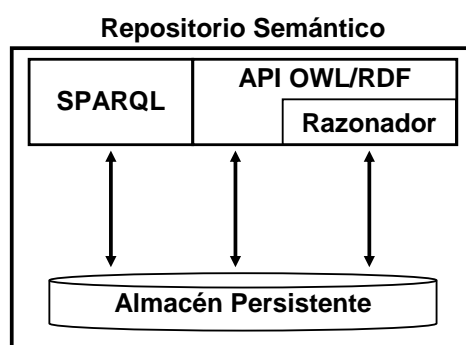 Repositorio Semántico
API OWL/RDF
SPARQL
Razonador
Almacén Persistente